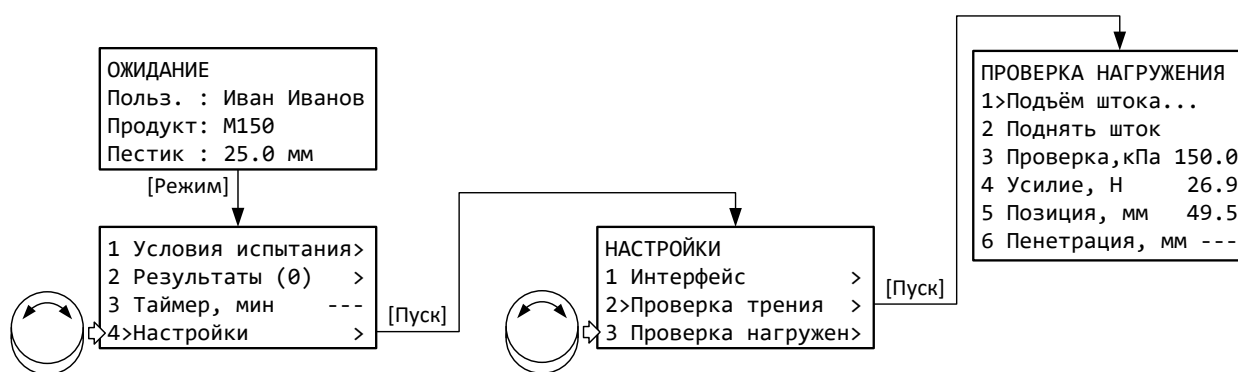 ОЖИДАНИЕ
Польз. : Иван Иванов
Продукт: М150
Пестик : 25.0 мм
[Режим]
1 Условия испытания>
2 Результаты (0) >
3 Таймер, мин ---
4>Настройки >
[Пуск]
НАСТРОЙКИ
1 Интерфейс >
2>Проверка трения >
3 Проверка нагружен>
[Пуск]
ПРОВЕРКА НАГРУЖЕНИЯ
1>Подъём штока...
2 Поднять шток
3 Проверка,кПа 150.0
4 Усилие, Н 26.9
5 Позиция, мм 49.5
6 Пенетрация, мм ---